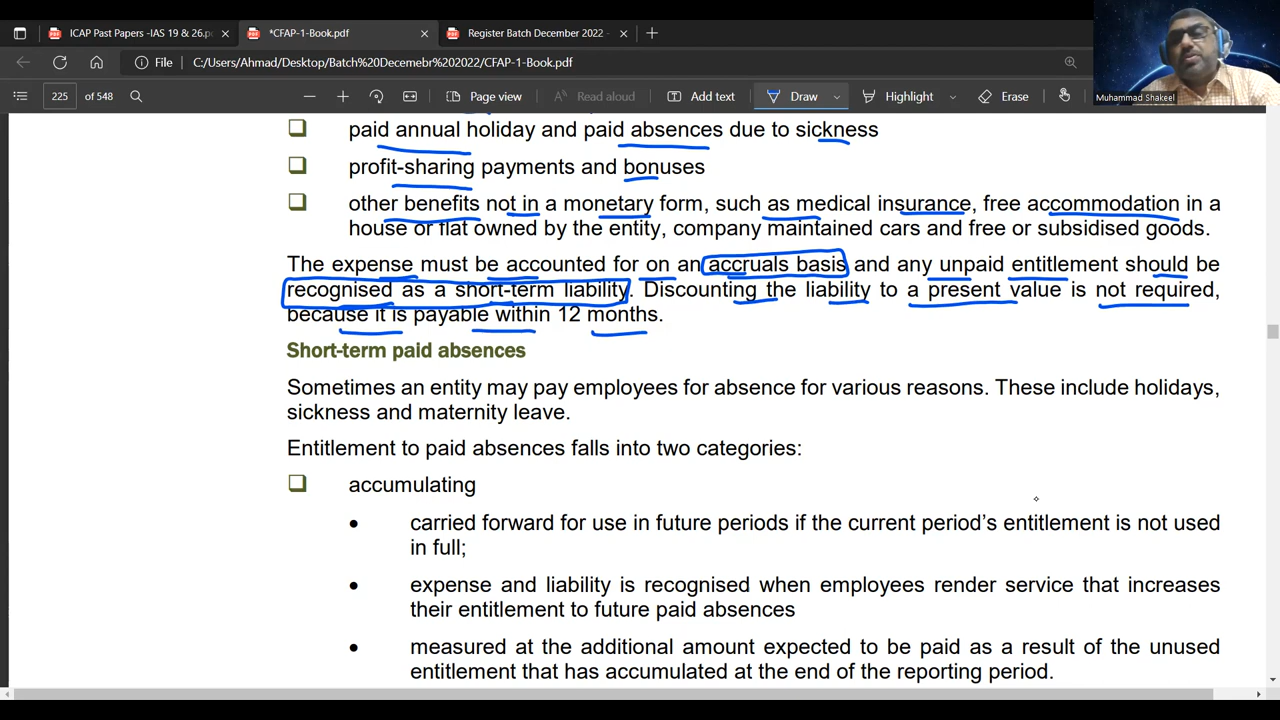 ICAP Past Papers -IAS 19 & 26.p
*CFAP-1-Book.pdf
Register Batch December 2022 -
File
C:/Users/Ahmad/Desktop/Batch%20Decemebr%202022/CFAP-1-Book.pdf
225 of 548
Page view
Read aloud
Add text
Draw
Highlight
Erase
Muhammad Shakeel
paid annual holiday and paid absences due to sickness
profit-sharing payments and bonuses
other benefits not in a monetary form, such as medical insurance, free accommodation in a
house or flat owned by the entity, company maintained cars and free or subsidised goods.
The expense must be accounted for on an accruals basis and any unpaid entitlement should be
recognised as a short-term liability. Discounting the liability to a present value is not required,
because it is payable within 12 months.
Short-term paid absences
Sometimes an entity may pay employees for absence for various reasons. These include holidays,
sickness and maternity leave.
Entitlement to paid absences falls into two categories:
accumulating
carried forward for use in future periods if the current period’s entitlement is not used
in full;
expense and liability is recognised when employees render service that increases
their entitlement to future paid absences
measured at the additional amount expected to be paid as a result of the unused
entitlement that has accumulated at the end of the reporting period.